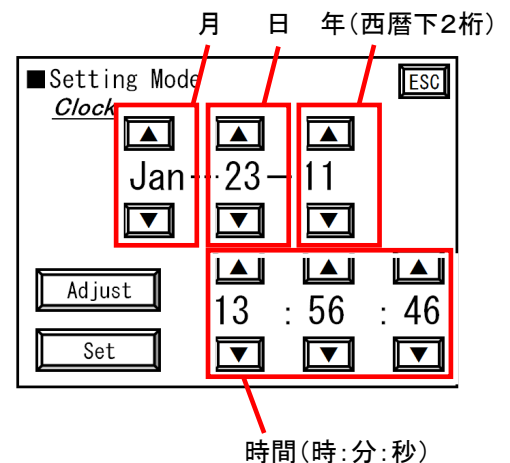 月 日 年(西暦下2桁)
■Setting Mode ESC
Clock
▲ ▲ ▲
Jan－23－11
▼ ▼ ▼
▲ ▲ ▲
Adjust
13 : 56 : 46
Set
▼ ▼ ▼
時間(時:分:秒)